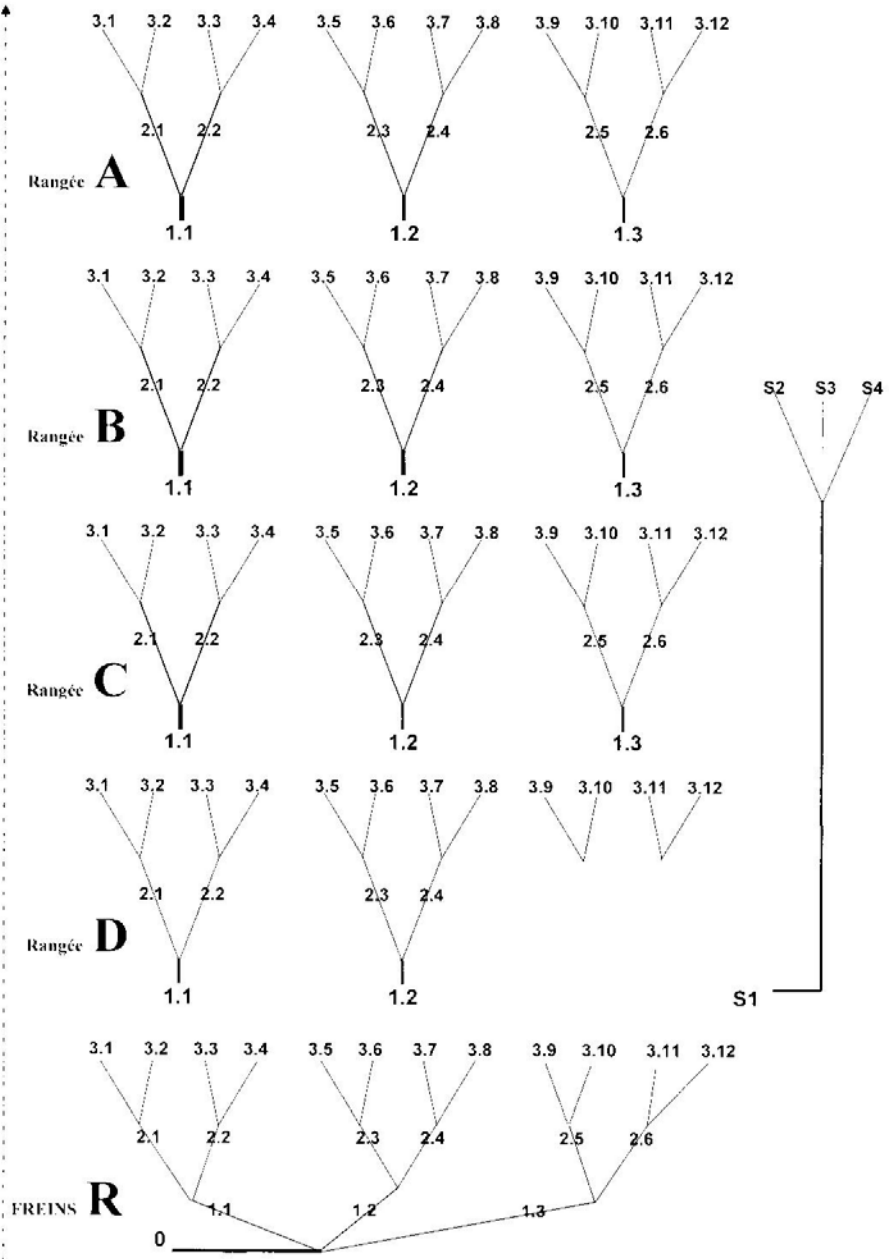 3.1 3.2 3.3 3.4 3.5 3.6 3.7 3.8 3.9 3.10 3.11 3.12
2.1 2.2 2.3 2.4 2.5 2.6
Rangée A
1.1 1.2 1.3
3.1 3.2 3.3 3.4 3.5 3.6 3.7 3.8 3.9 3.10 3.11 3.12
2.1 2.2 2.3 2.4 2.5 2.6
S2 S3 S4
Rangée B
1.1 1.2 1.3
3.1 3.2 3.3 3.4 3.5 3.6 3.7 3.8 3.9 3.10 3.11 3.12
2.1 2.2 2.3 2.4 2.5 2.6
Rangée C
1.1 1.2 1.3
3.1 3.2 3.3 3.4 3.5 3.6 3.7 3.8 3.9 3.10 3.11 3.12
2.1 2.2 2.3 2.4
Rangée D
1.1 1.2 S1
3.1 3.2 3.3 3.4 3.5 3.6 3.7 3.8 3.9 3.10 3.11 3.12
2.1 2.2 2.3 2.4 2.5 2.6
FREINS R 1.1 1.2 1.3
0